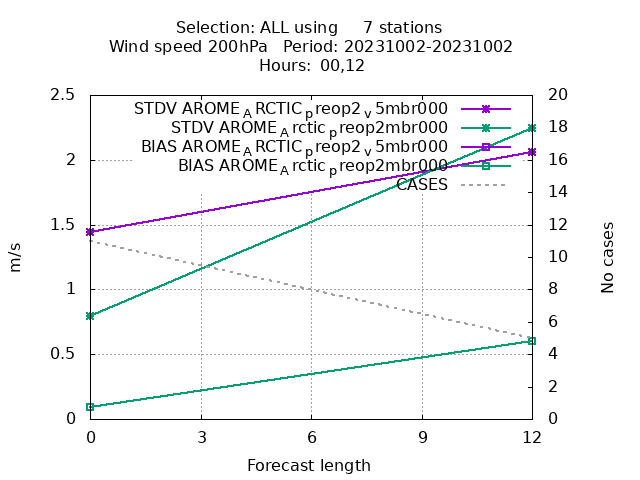 Selection: ALL using     7 stations
Wind speed 200hPa   Period: 20231002-20231002
Hours: 00,12
STDV AROME_ARCTIC_preop2_v5mbr000
STDV AROME_Arctic_preop2mbr000
BIAS AROME_ARCTIC_preop2_v5mbr000
BIAS AROME_Arctic_preop2mbr000
CASES
m/s
2.5
2
1.5
1
0.5
0
20
18
16
14
12
10
8
6
4
2
0
No cases
0 3 6 9 12
Forecast length